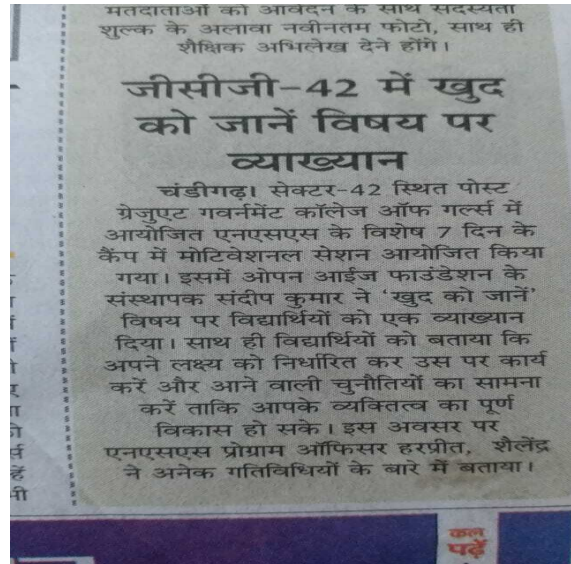 मतदाताओं को आवेदन के साथ सदस्यता
शुल्क के अलावा नवीनतम फोटो, साथ ही
शैक्षिक अभिलेख देने होंगे।
जीसीजी-42 में खुद
को जानें विषय पर
व्याख्यान
चंडीगढ़। सेक्टर-42 स्थित पोस्ट
ग्रेजुएट गवर्नमेंट कॉलेज ऑफ गर्ल्स में
आयोजित एनएसएस के विशेष 7 दिन के
कैंप में मोटिवेशनल सेशन आयोजित किया
गया। इसमें ओपन आईज फाउंडेशन के
संस्थापक संदीप कुमार ने ‘खुद को जानें’
विषय पर विद्यार्थियों को एक व्याख्यान
दिया। साथ ही विद्यार्थियों को बताया कि
अपने लक्ष्य को निर्धारित कर उस पर कार्य
करें और आने वाली चुनौतियों का सामना
करें ताकि आपके व्यक्तित्व का पूर्ण
विकास हो सके। इस अवसर पर
एनएसएस प्रोग्राम ऑफिसर हरप्रीत, शैलेंद्र
ने अनेक गतिविधियों के बारे में बताया।
कल
पढ़ें